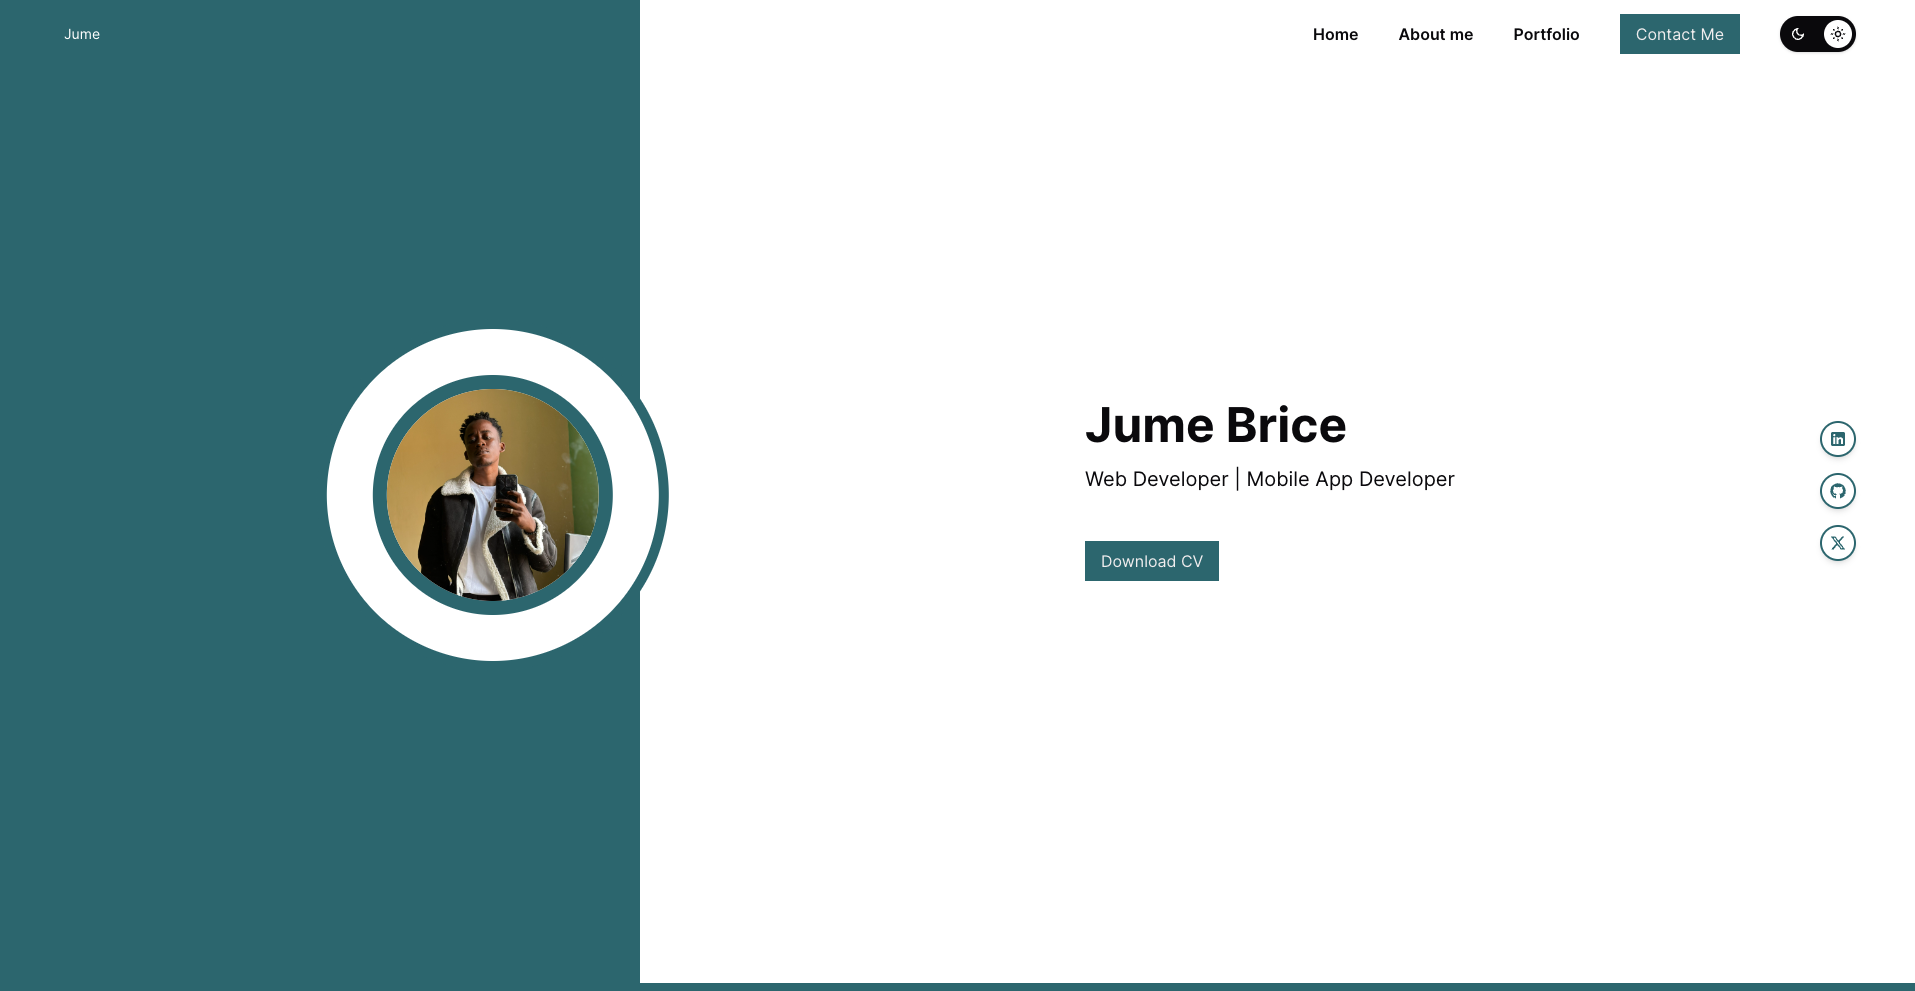 Jume
Home
About me
Portfolio
Contact Me
Jume Brice
Web Developer | Mobile App Developer
Download CV